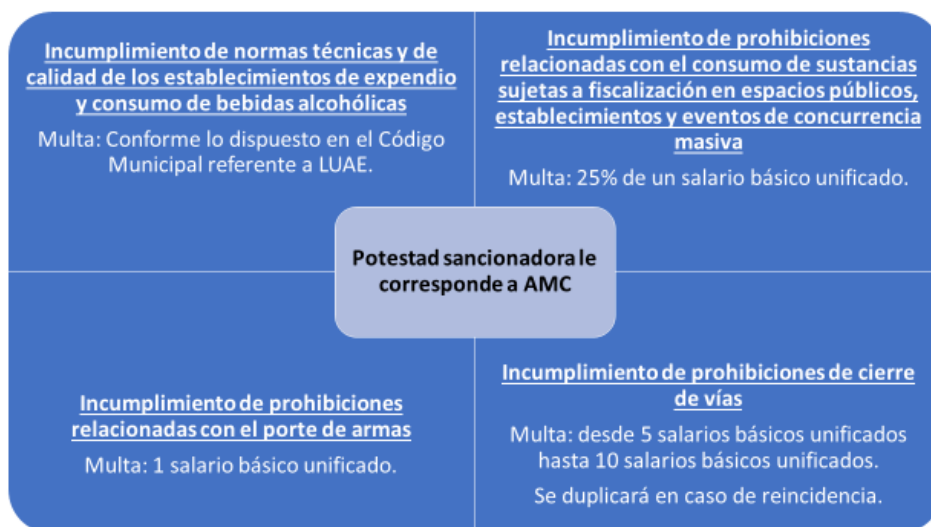 Incumplimiento de normas técnicas y de
calidad de los establecimientos de expendio
y consumo de bebidas alcohólicas
Multa: Conforme lo dispuesto en el Código
Municipal referente a LUAE.
Incumplimiento de prohibiciones
relacionadas con el consumo de sustancias
sujetas a fiscalización en espacios públicos,
establecimientos y eventos de concurrencia
masiva
Multa: 25% de un salario básico unificado.
Potestad sancionadora le
corresponde a AMC
Incumplimiento de prohibiciones
relacionadas con el porte de armas
Multa: 1 salario básico unificado.
Incumplimiento de prohibiciones de cierre
de vías
Multa: desde 5 salarios básicos unificados
hasta 10 salarios básicos unificados.
Se duplicará en caso de reincidencia.